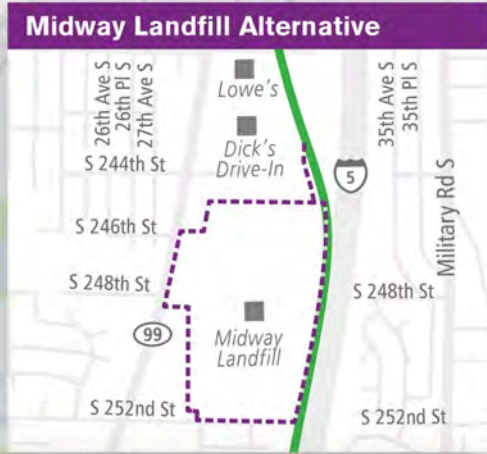 Midway Landfill Alternative
26th Ave S
26th Pl S
27th Ave S
Lowe's
35th Ave S
35th Pl S
Dick's
Drive-In
S 244th St
5
Military Rd S
S 246th St
S 248th St
S 248th St
99
Midway
Landfill
S 252nd St
S 252nd St